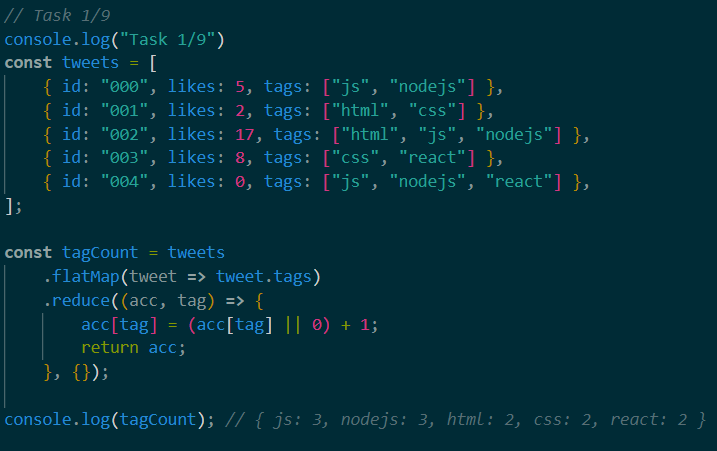 // Task 1/9
console.log("Task 1/9")
const tweets = [
    { id: "000", likes: 5, tags: ["js", "nodejs"] },
    { id: "001", likes: 2, tags: ["html", "css"] },
    { id: "002", likes: 17, tags: ["html", "js", "nodejs"] },
    { id: "003", likes: 8, tags: ["css", "react"] },
    { id: "004", likes: 0, tags: ["js", "nodejs", "react"] },
];

const tagCount = tweets
    .flatMap(tweet => tweet.tags)
    .reduce((acc, tag) => {
        acc[tag] = (acc[tag] || 0) + 1;
        return acc;
    }, {});

console.log(tagCount); // { js: 3, nodejs: 3, html: 2, css: 2, react: 2 }